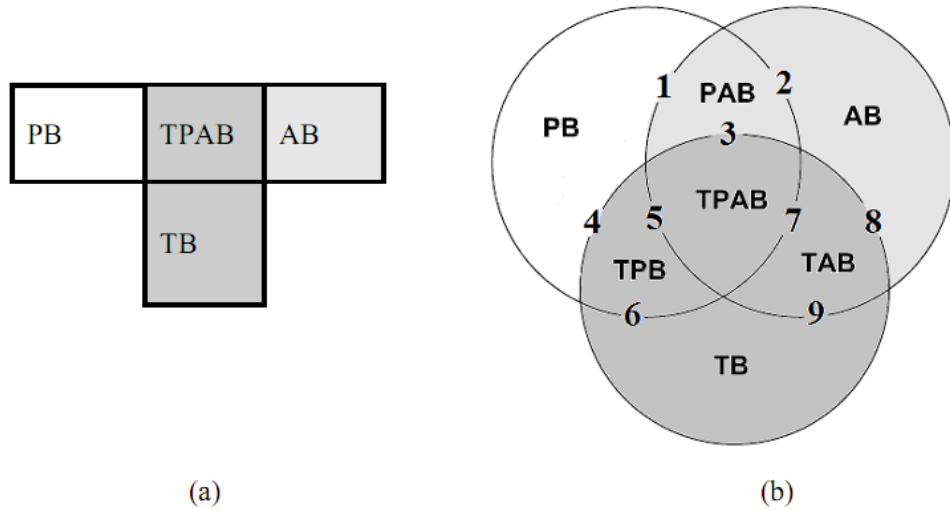 PB TPAB AB
TB
(a)
1 PAB 2
PB AB
3
TPAB
4 5 7 8
TPB TAB
6 9
TB
(b)